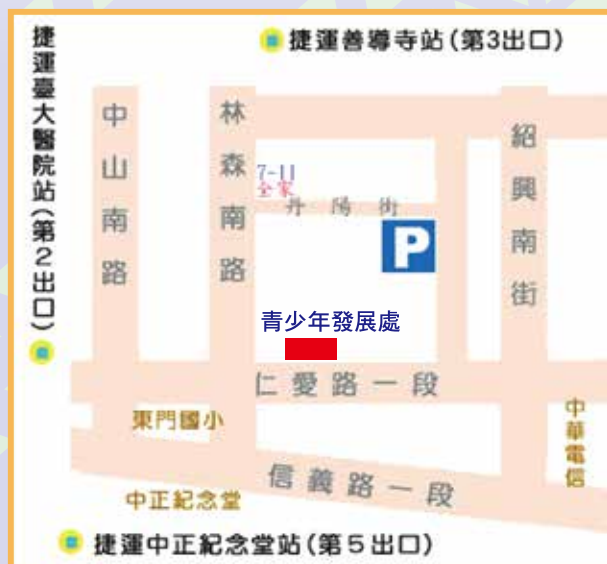 捷運善導寺站(第3出口)
捷運臺大醫院站(第2出口)
中山南路
林森南路
紹興南街
7-11
全家
丹陽街
P
青少年發展處
仁愛路一段
東門國小
中華電信
信義路一段
中正紀念堂
捷運中正紀念堂站(第5出口)